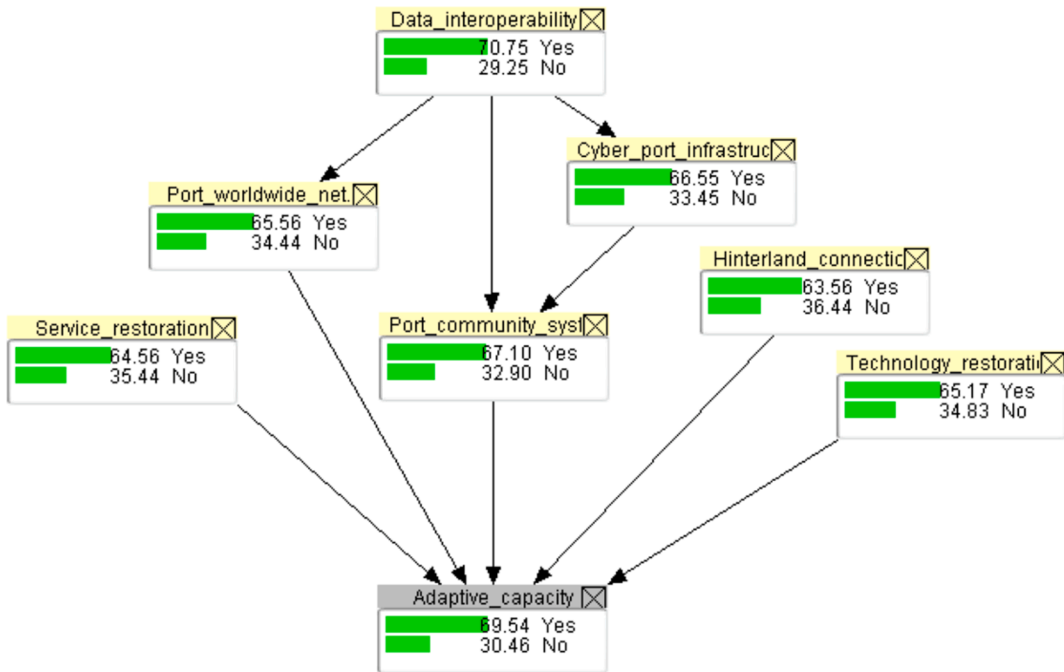 Data_interoperability
70.75 Yes
29.25 No
Cyber_port_infrastruc
66.55 Yes
33.45 No
Port_worldwide_net.
65.56 Yes
34.44 No
Hinterland_connectic
63.56 Yes
36.44 No
Service_restoration
64.56 Yes
35.44 No
Port_community_syst
67.10 Yes
32.90 No
Technology_restorati
65.17 Yes
34.83 No
Adaptive_capacity
69.54 Yes
30.46 No